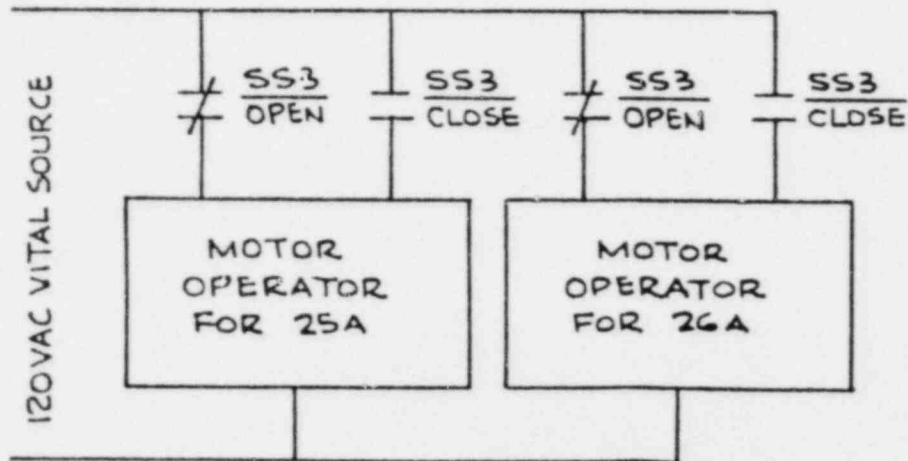 120VAC VITAL SOURCE
SS3
OPEN
SS3
CLOSE
SS3
OPEN
SS3
CLOSE
MOTOR
OPERATOR
FOR 25A
MOTOR
OPERATOR
FOR 26A